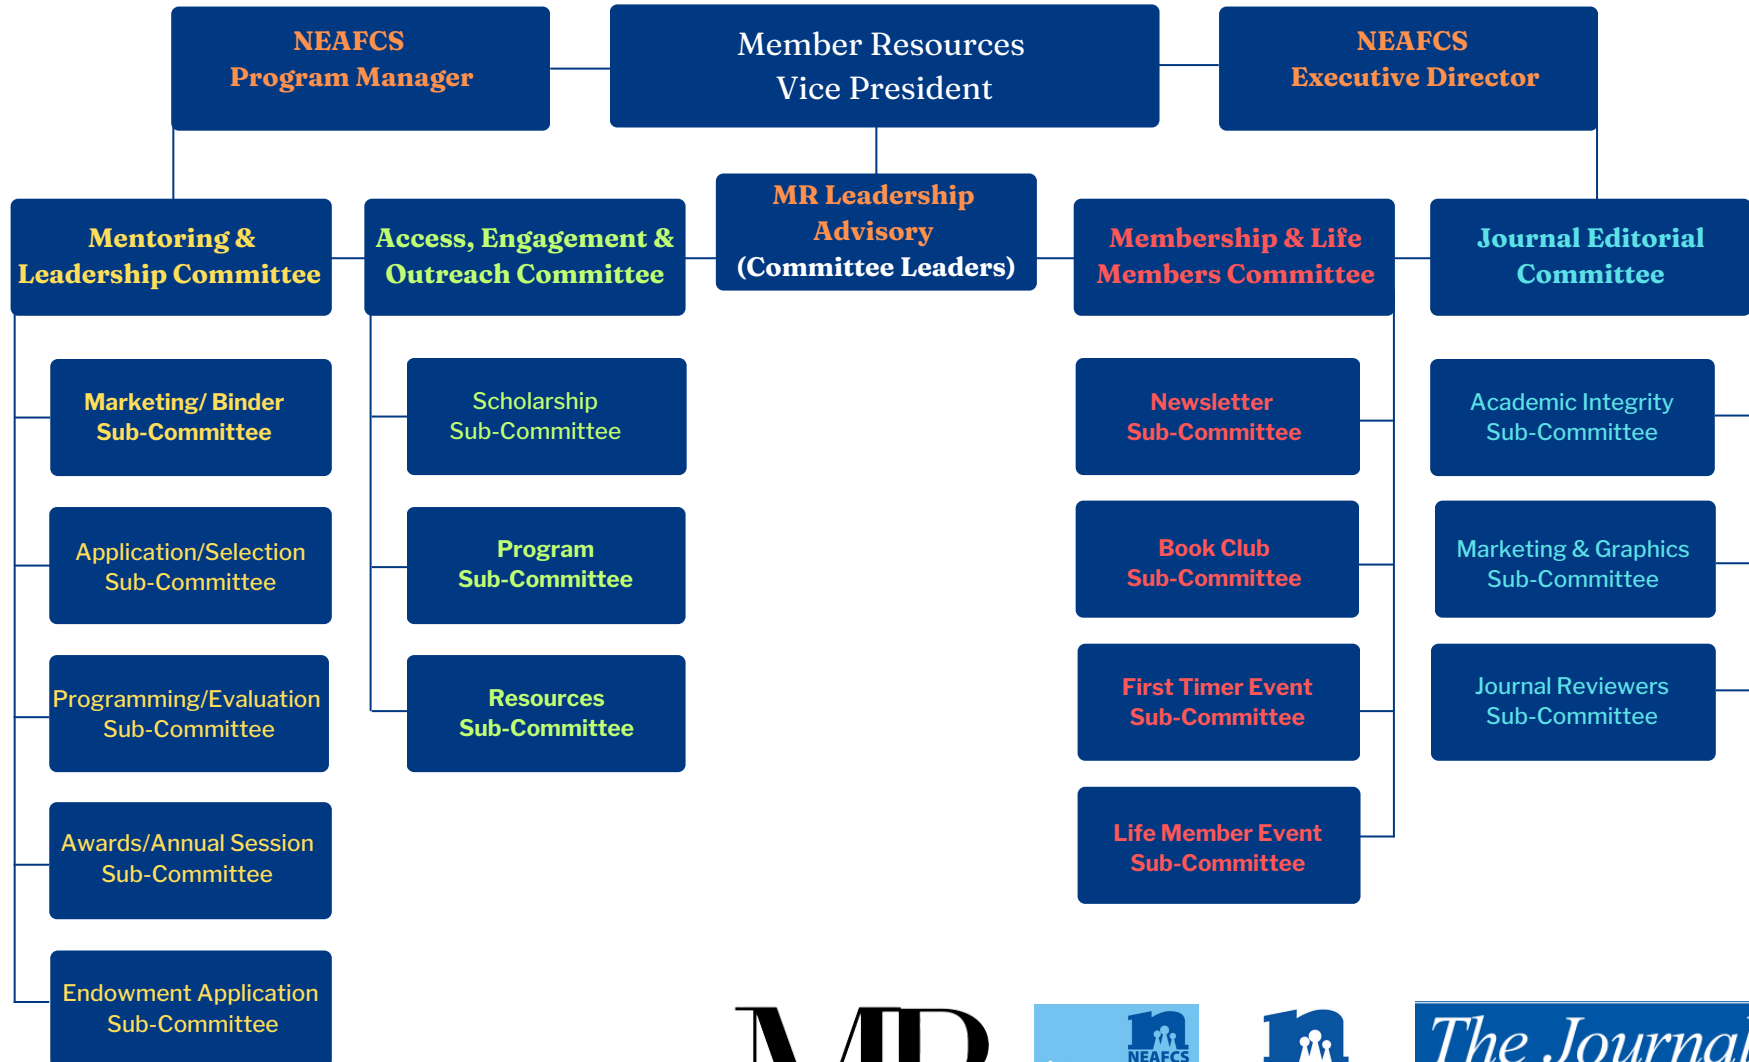 NEAFCS
Program Manager
Member Resources
Vice President
NEAFCS
Executive Director
Mentoring &
Leadership Committee
Access, Engagement &
Outreach Committee
MR Leadership
Advisory
(Committee Leaders)
Membership & Life
Members Committee
Journal Editorial
Committee
Marketing/ Binder
Sub-Committee
Application/Selection
Sub-Committee
Programming/Evaluation
Sub-Committee
Awards/Annual Session
Sub-Committee
Endowment Application
Sub-Committee
Scholarship
Sub-Committee
Program
Sub-Committee
Resources
Sub-Committee
Newsletter
Sub-Committee
Book Club
Sub-Committee
First Timer Event
Sub-Committee
Life Member Event
Sub-Committee
Academic Integrity
Sub-Committee
Marketing & Graphics
Sub-Committee
Journal Reviewers
Sub-Committee
MR
n
NEAFCS
n
The Journal